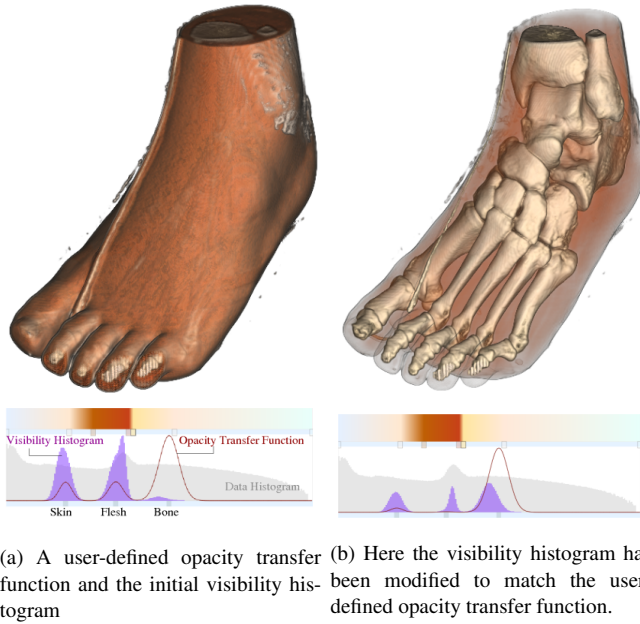 Visibility Histogram
Opacity Transfer Function
Data Histogram
Skin Flesh Bone
(a) A user-defined opacity transfer
function and the initial visibility his-
togram
(b) Here the visibility histogram ha
been modified to match the user
defined opacity transfer function.